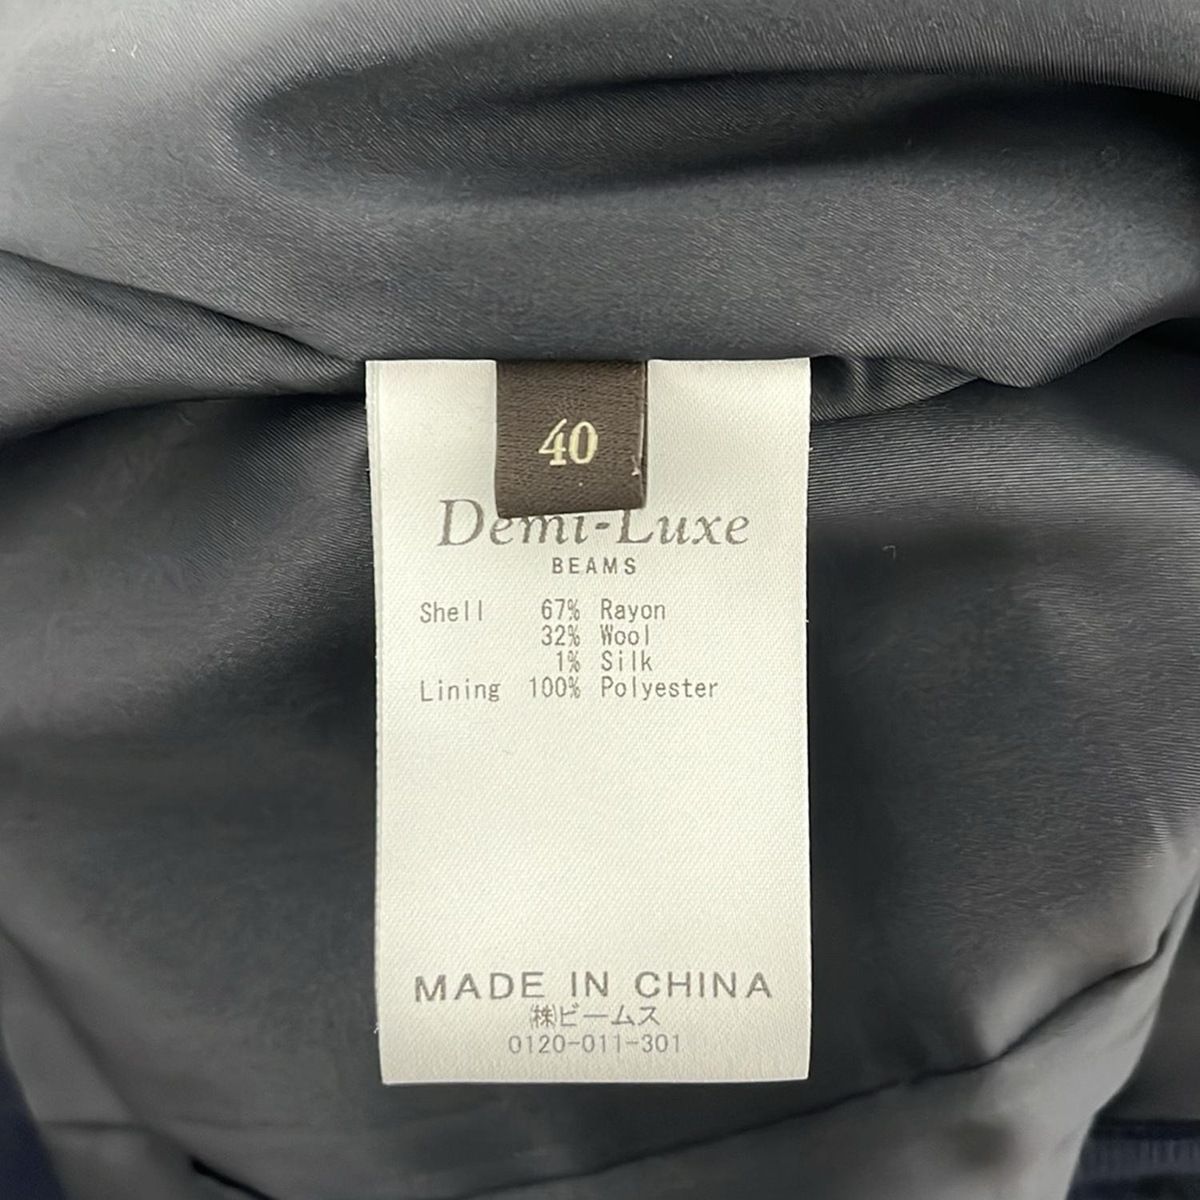 40
Demi-Luxe
BEAMS
Shell 67% Rayon
32% Wool
1% Silk
Lining 100% Polyester
MADE IN CHINA
㈱ビームス
0120-011-301